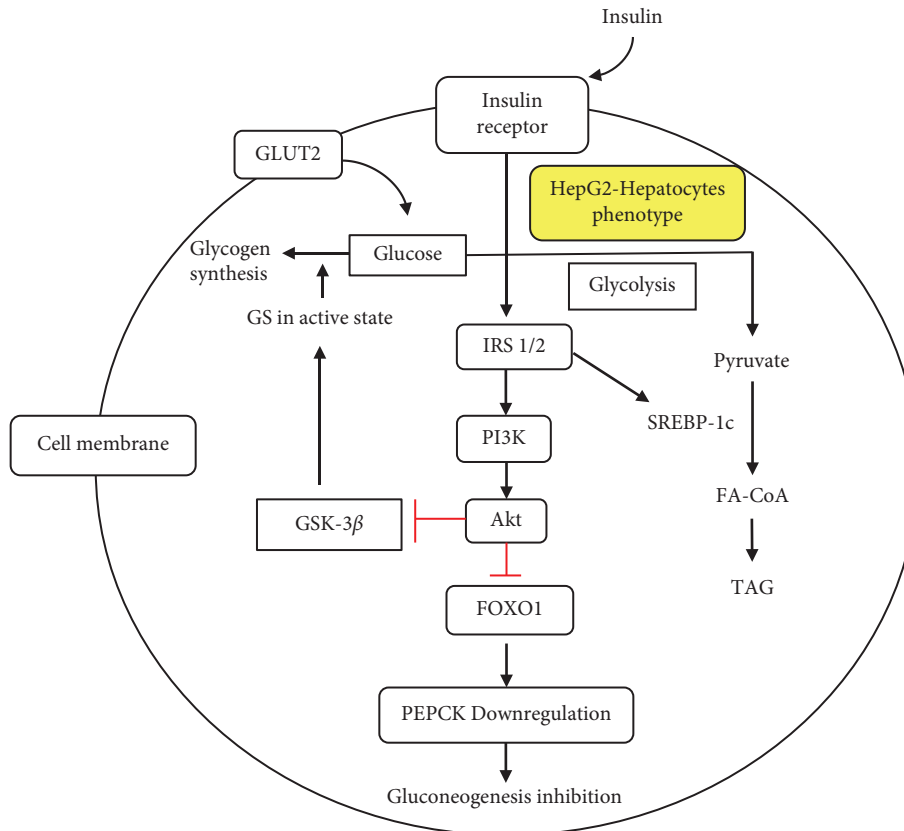 Insulin
Insulin
receptor
GLUT2
HepG2-Hepatocytes
phenotype
Glycogen
synthesis
Glucose
Glycolysis
GS in active state
IRS 1/2
Pyruvate
SREBP-1c
Cell membrane
PI3K
FA-CoA
GSK-3β
Akt
TAG
FOXO1
PEPCK Downregulation
Gluconeogenesis inhibition